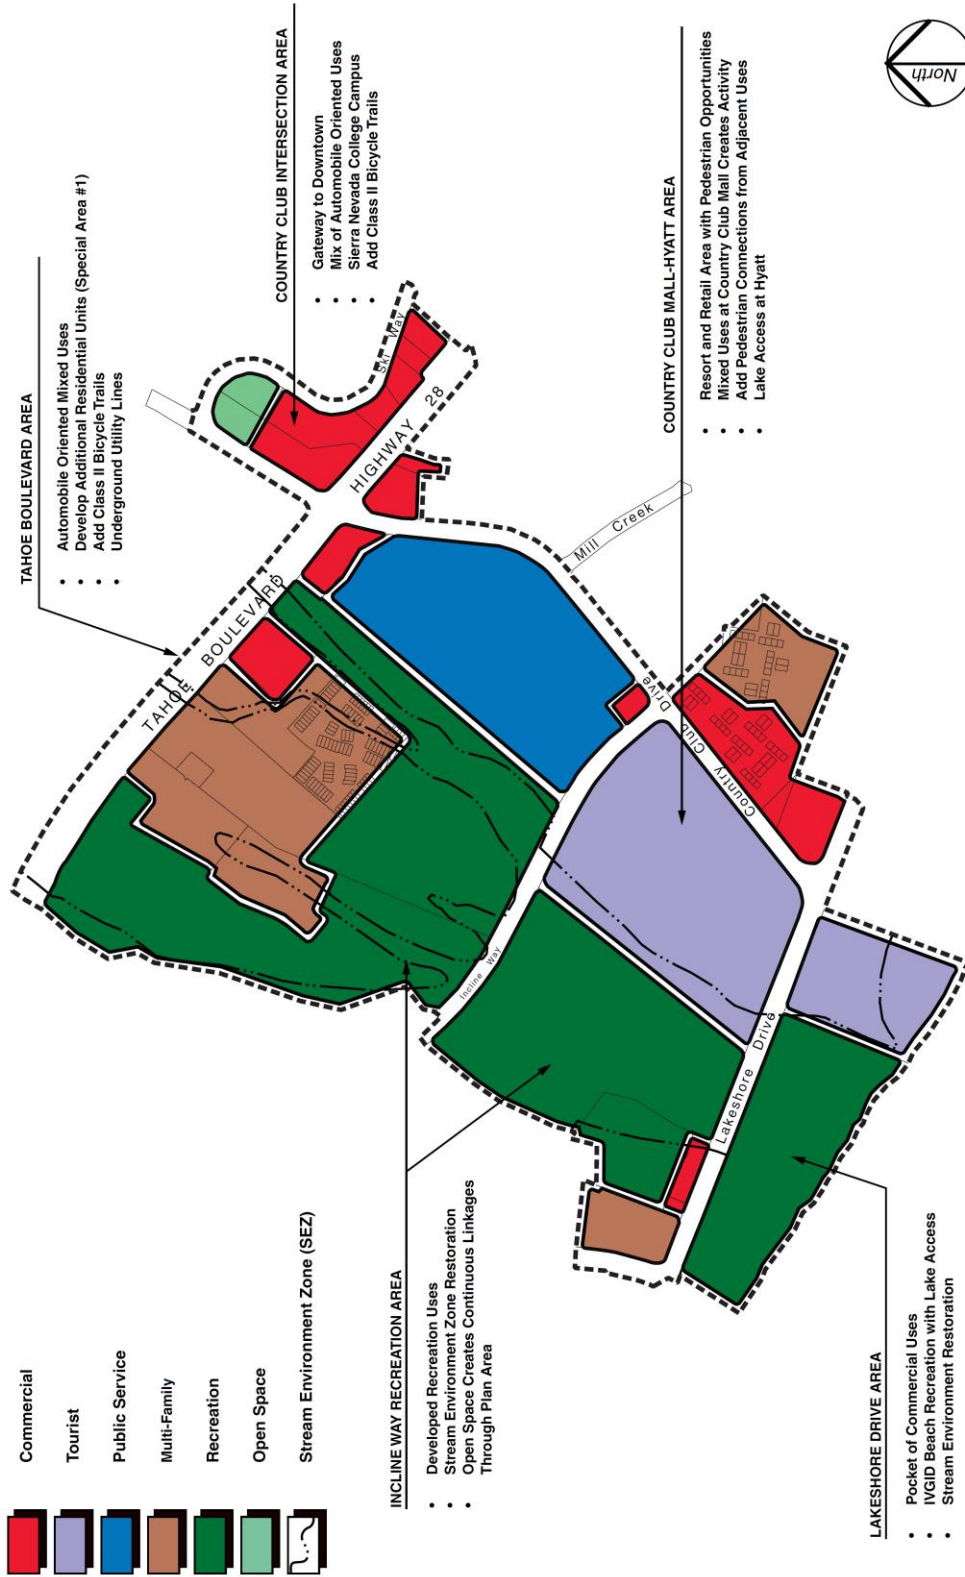 Commercial
Tourist
Public Service
Multi-Family
Recreation
Open Space
Stream Environment Zone (SEZ)
TAHOE BOULEVARD AREA
• Automobile Oriented Mixed Uses
• Develop Additional Residential Units (Special Area #1)
• Add Class II Bicycle Trails
• Underground Utility Lines
COUNTRY CLUB INTERSECTION AREA
• Gateway to Downtown
• Mix of Automobile Oriented Uses
• Sierra Nevada College Campus
• Add Class II Bicycle Trails
INCLINE WAY RECREATION AREA
• Developed Recreation Uses
• Stream Environment Zone Restoration
• Open Space Creates Continuous Linkages
Through Plan Area
COUNTRY CLUB MALL-HYATT AREA
• Resort and Retail Area with Pedestrian Opportunities
• Mixed Uses at Country Club Mall Creates Activity
• Add Pedestrian Connections from Adjacent Uses
• Lake Access at Hyatt
LAKESHORE DRIVE AREA
• Pocket of Commercial Uses
• IVGID Beach Recreation with Lake Access
• Stream Environment Restoration
TAHOE BOULEVARD
HIGHWAY 28
Ski Way
Mill Creek
Country Club Drive
Incline Way
Lakeshore Drive
North